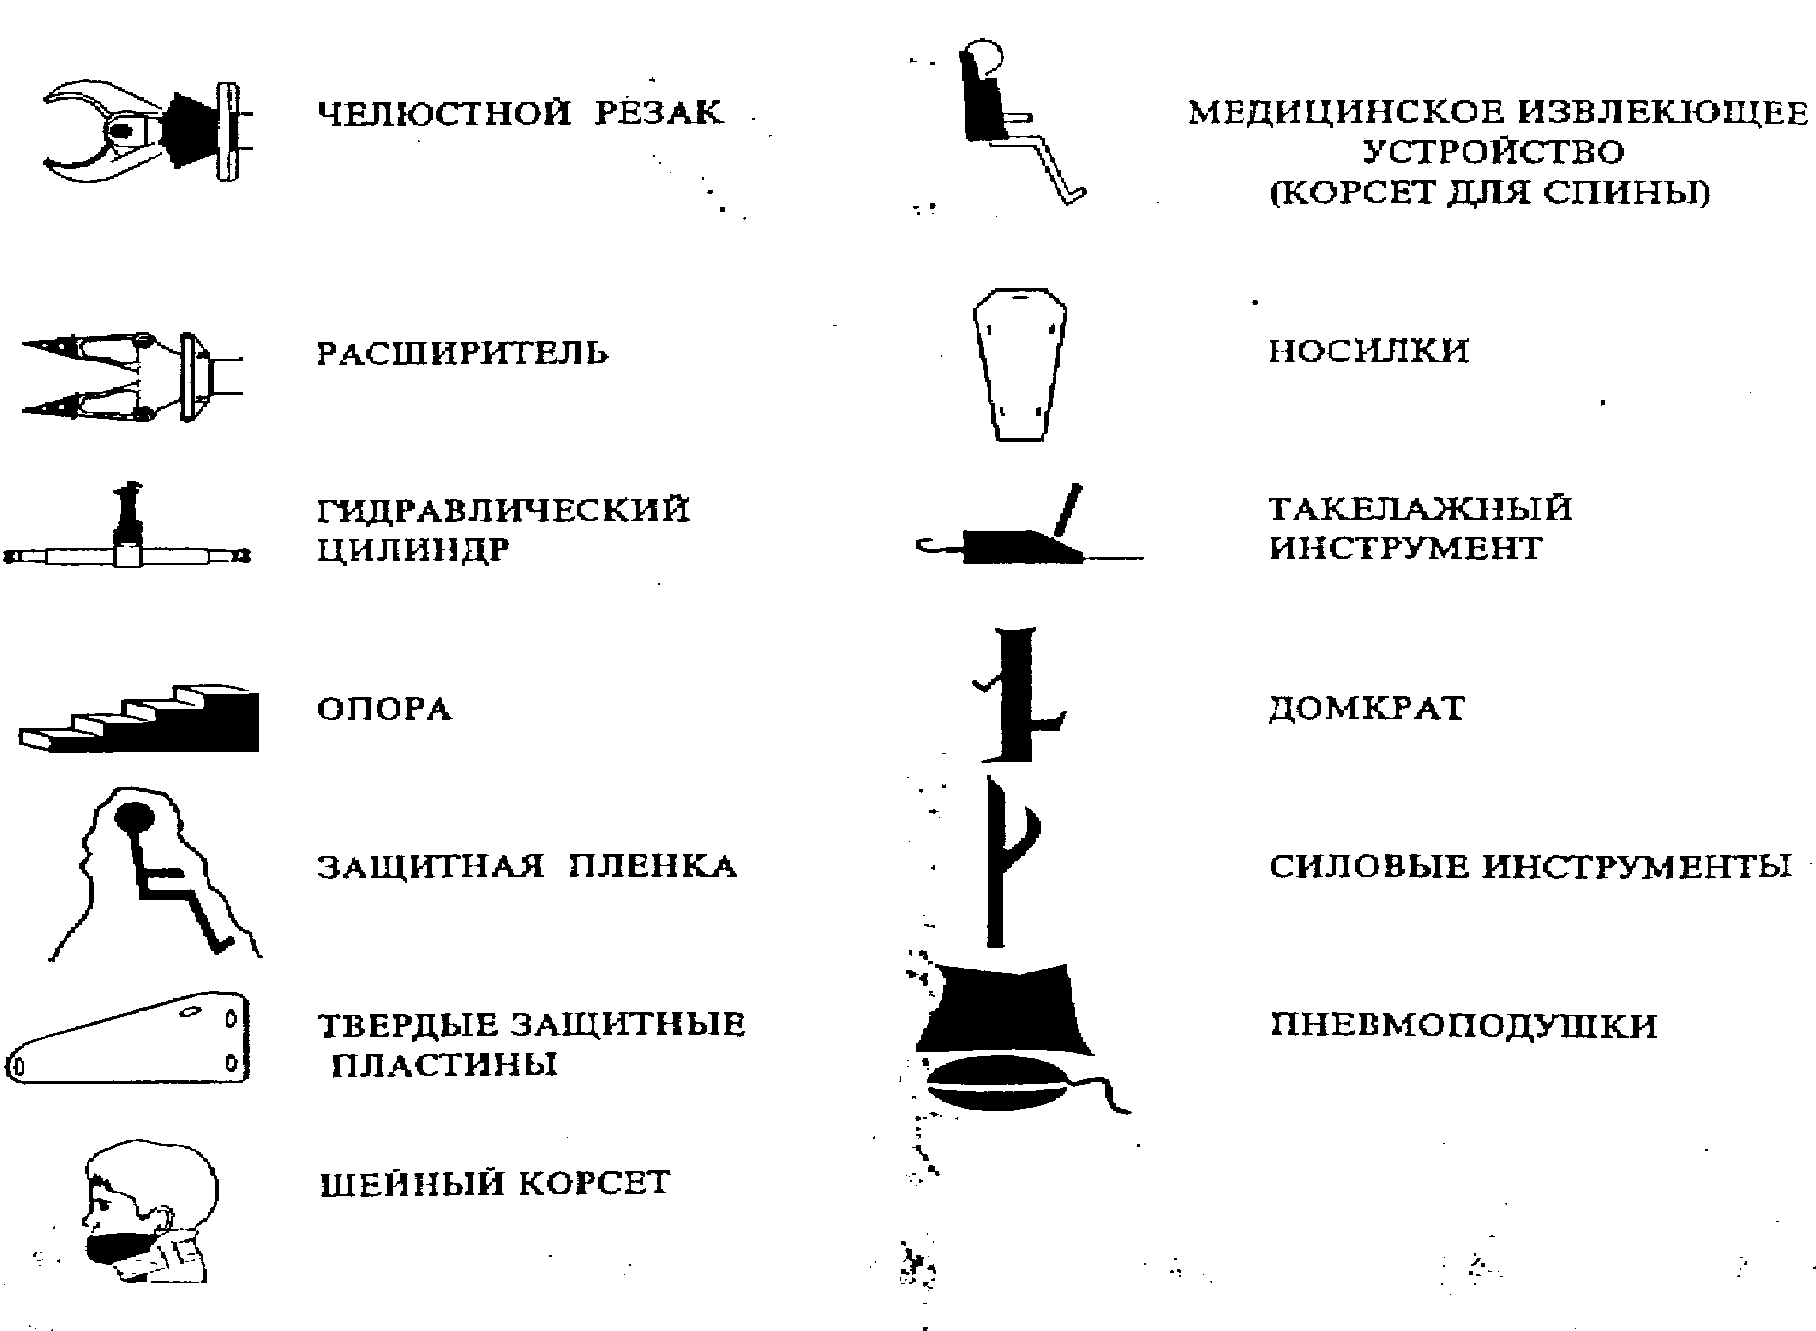 ЧЕЛЮСТНОЙ РЕЗАК
РАСШИРИТЕЛЬ
ГИДРАВЛИЧЕСКИЙ
ЦИЛИНДР
ОПОРА
ЗАЩИТНАЯ ПЛЕНКА
ТВЕРДЫЕ ЗАЩИТНЫЕ
ПЛАСТИНЫ
ШЕЙНЫЙ КОРСЕТ
МЕДИЦИНСКОЕ ИЗВЛЕКЮЩЕЕ
УСТРОЙСТВО
(КОРСЕТ ДЛЯ СПИНЫ)
НОСИЛКИ
ТАКЕЛАЖНЫЙ
ИНСТРУМЕНТ
ДОМКРАТ
СИЛОВЫЕ ИНСТРУМЕНТЫ
ПНЕВМОПОДУШКИ